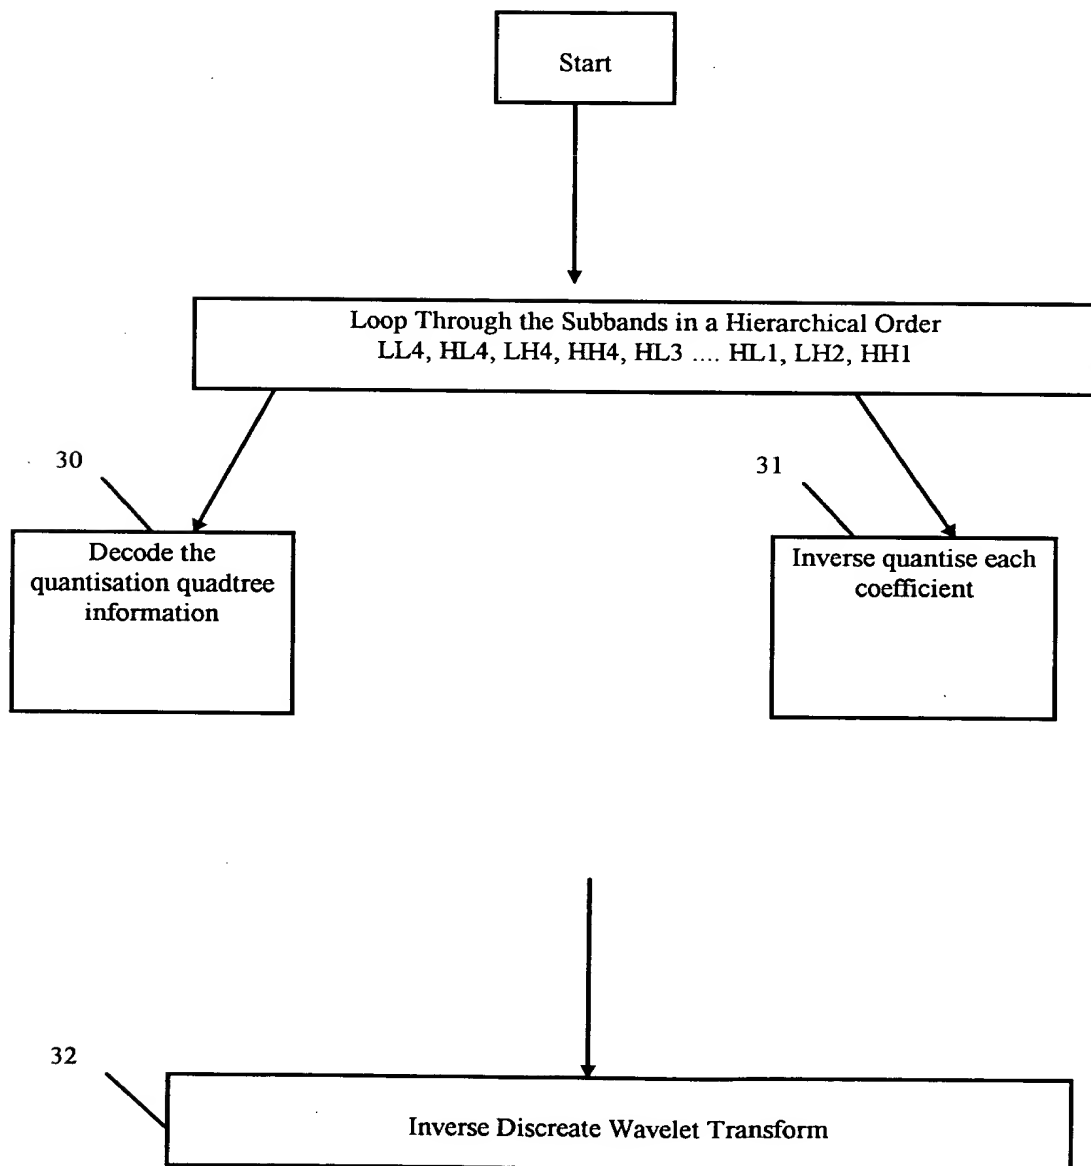 Start
Loop Through the Subbands in a Hierarchical Order
LL4, HL4, LH4, HH4, HL3 .... HL1, LH2, HH1
30
31
Decode the
quantisation quadtree
information
Inverse quantise each
coefficient
32
Inverse Discreate Wavelet Transform